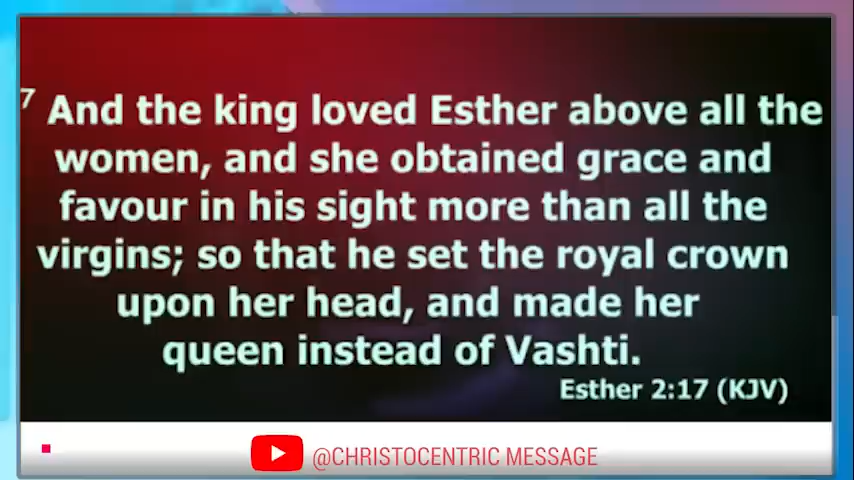 7 And the king loved Esther above all the
women, and she obtained grace and
favour in his sight more than all the
virgins; so that he set the royal crown
upon her head, and made her
queen instead of Vashti.
Esther 2:17 (KJV)
@CHRISTOCENTRIC MESSAGE